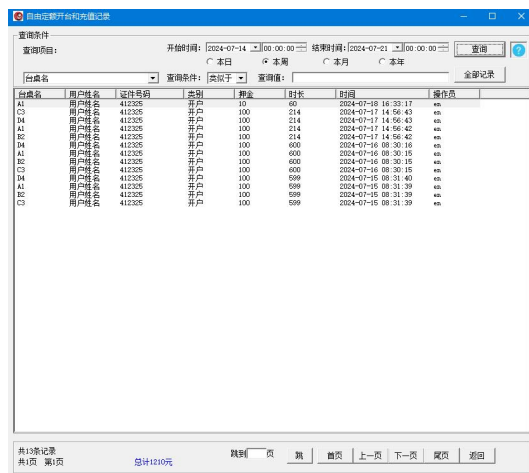 自由定额开台和充值记录
查询条件
查询项目: 开始时间: 2024-07-14 00:00:00 结束时间: 2024-07-21 00:00:00 查询
本日 本周 本月 本年
台桌名 查询条件: 类似于 查询值: 全部记录
台桌名 用户姓名 证件号码 类别 押金 时长 时间 操作员
A1 用户姓名 412325 开户 10 60 2024-07-18 16:33:17 en
C3 用户姓名 412325 开户 100 214 2024-07-17 14:56:43 en
D4 用户姓名 412325 开户 100 214 2024-07-17 14:56:43 en
A1 用户姓名 412325 开户 100 214 2024-07-17 14:56:42 en
B2 用户姓名 412325 开户 100 214 2024-07-17 14:56:42 en
D4 用户姓名 412325 开户 100 600 2024-07-16 08:30:16 en
A1 用户姓名 412325 开户 100 600 2024-07-16 08:30:15 en
B2 用户姓名 412325 开户 100 600 2024-07-16 08:30:15 en
C3 用户姓名 412325 开户 100 600 2024-07-16 08:30:15 en
D4 用户姓名 412325 开户 100 599 2024-07-15 08:31:40 en
A1 用户姓名 412325 开户 100 599 2024-07-15 08:31:39 en
B2 用户姓名 412325 开户 100 599 2024-07-15 08:31:39 en
C3 用户姓名 412325 开户 100 599 2024-07-15 08:31:39 en
共13条记录
共1页 第1页 总计1210元 跳到 页 跳 首页 上一页 下一页 尾页 返回